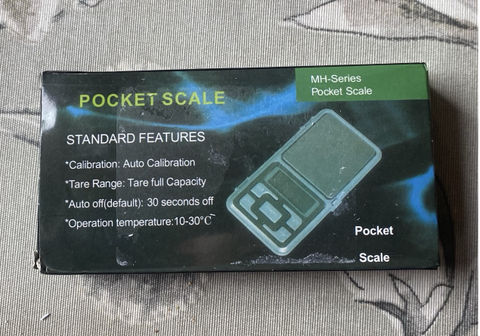 MH-Series
Pocket Scale
POCKET SCALE
STANDARD FEATURES
*Calibration: Auto Calibration
*Tare Range: Tare full Capacity
*Auto off(default): 30 seconds off
*Operation temperature:10-30°C
Pocket
Scale